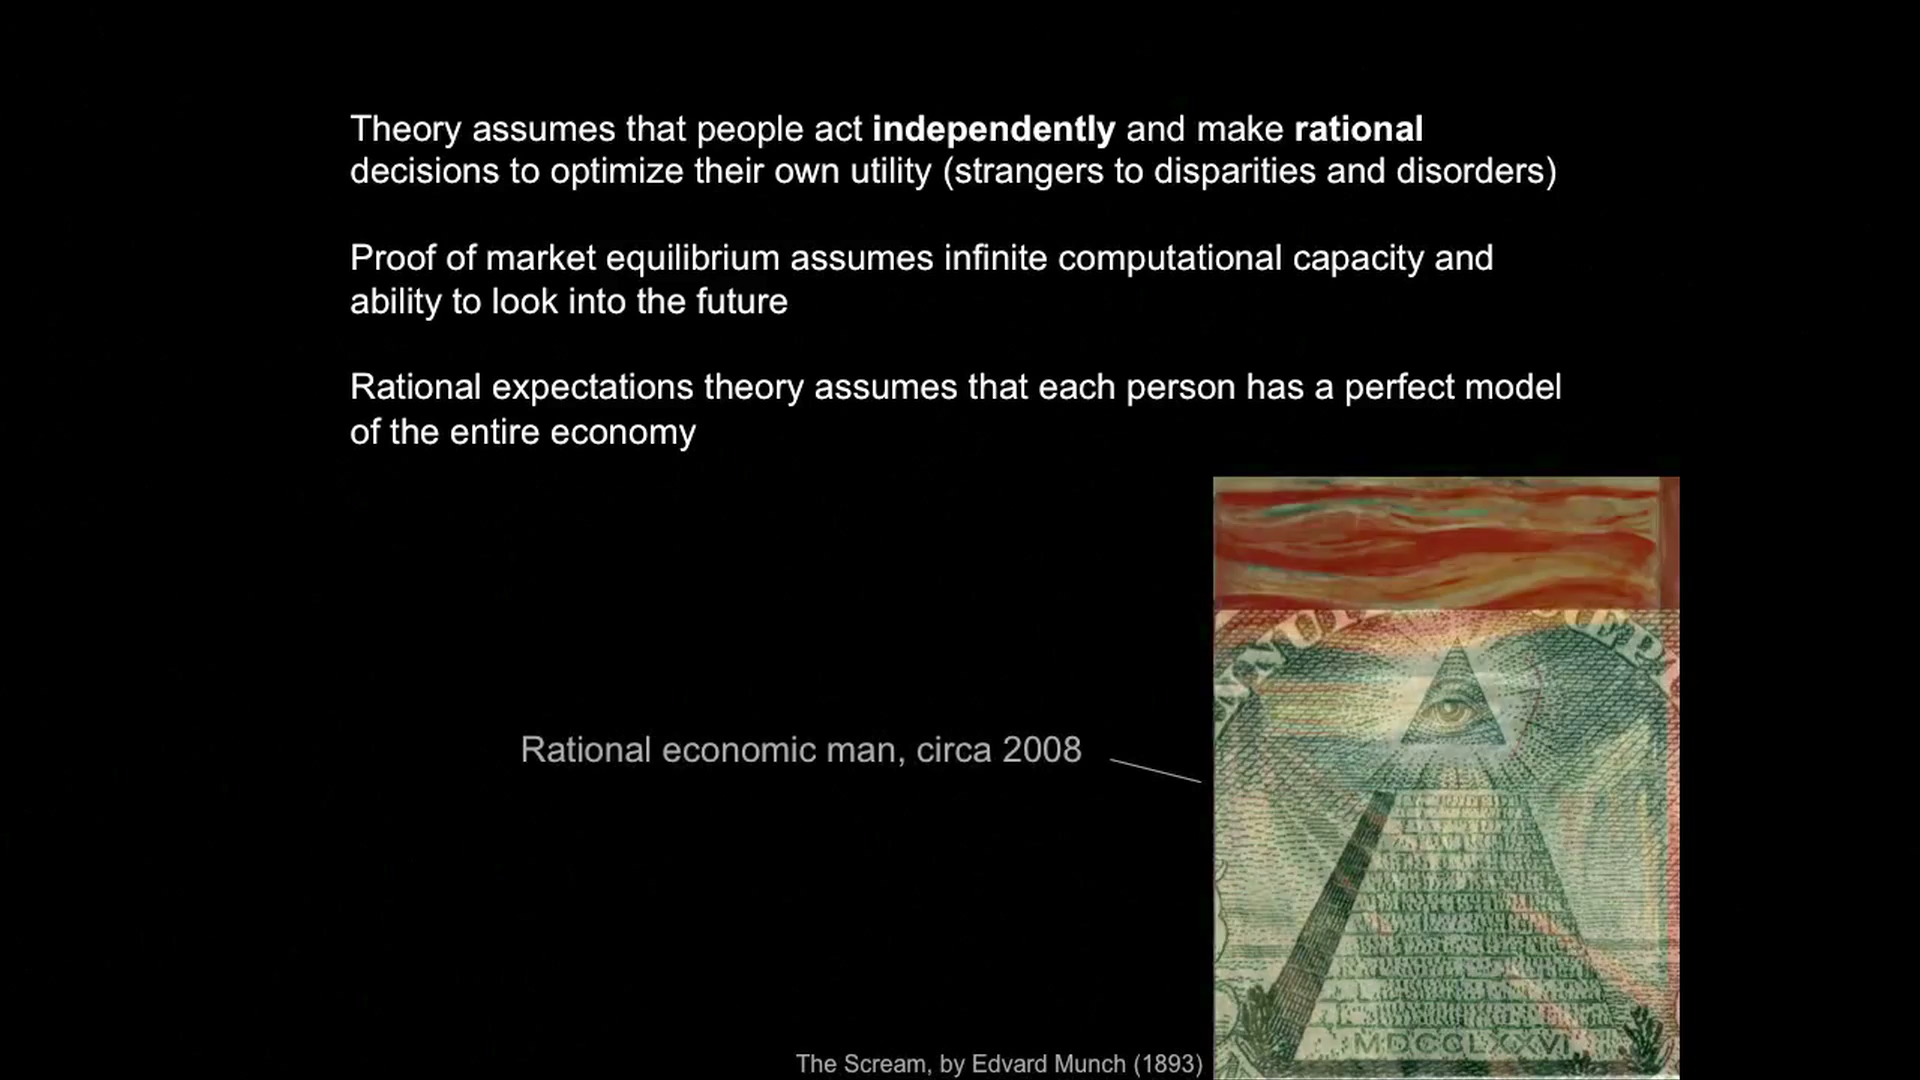 Theory assumes that people act independently and make rational
decisions to optimize their own utility (strangers to disparities and disorders)
Proof of market equilibrium assumes infinite computational capacity and
ability to look into the future
Rational expectations theory assumes that each person has a perfect model
of the entire economy
Rational economic man, circa 2008
MDCCLXXVI
The Scream, by Edvard Munch (1893)